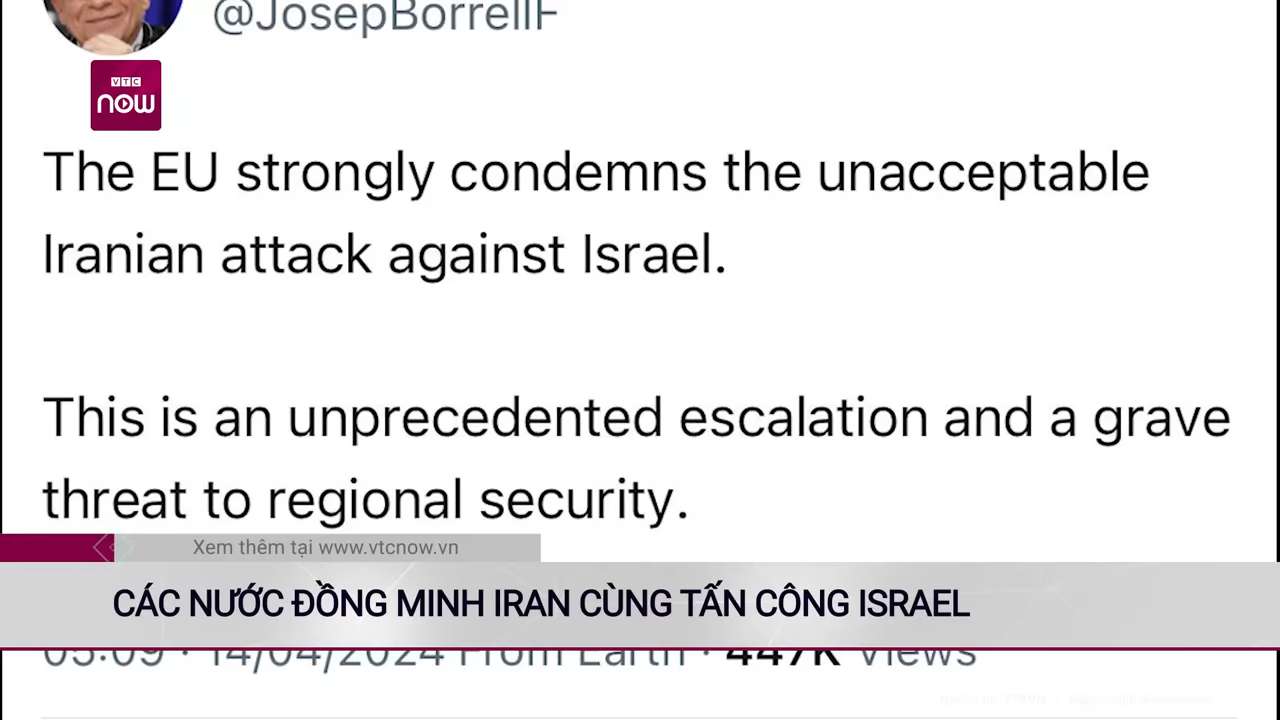 @JosepBorrellF
VTC
now
The EU strongly condemns the unacceptable
Iranian attack against Israel.
This is an unprecedented escalation and a grave
threat to regional security.
Xem thêm tại www.vtcnow.vn
CÁC NƯỚC ĐỒNG MINH IRAN CÙNG TẤN CÔNG ISRAEL
05:09 · 14/04/2024 From Earth · 447K Views